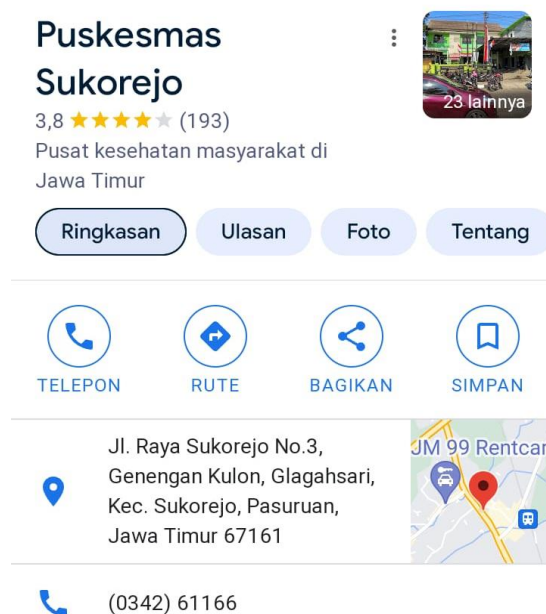 Puskesmas
Sukorejo
23 lainnya
3,8 (193)
Pusat kesehatan masyarakat di
Jawa Timur
Ringkasan Ulasan Foto Tentang
TELEPON RUTE BAGIKAN SIMPAN
Jl. Raya Sukorejo No.3,
Genengan Kulon, Glagahsari,
Kec. Sukorejo, Pasuruan,
Jawa Timur 67161
JM 99 Rentcar
(0342) 61166